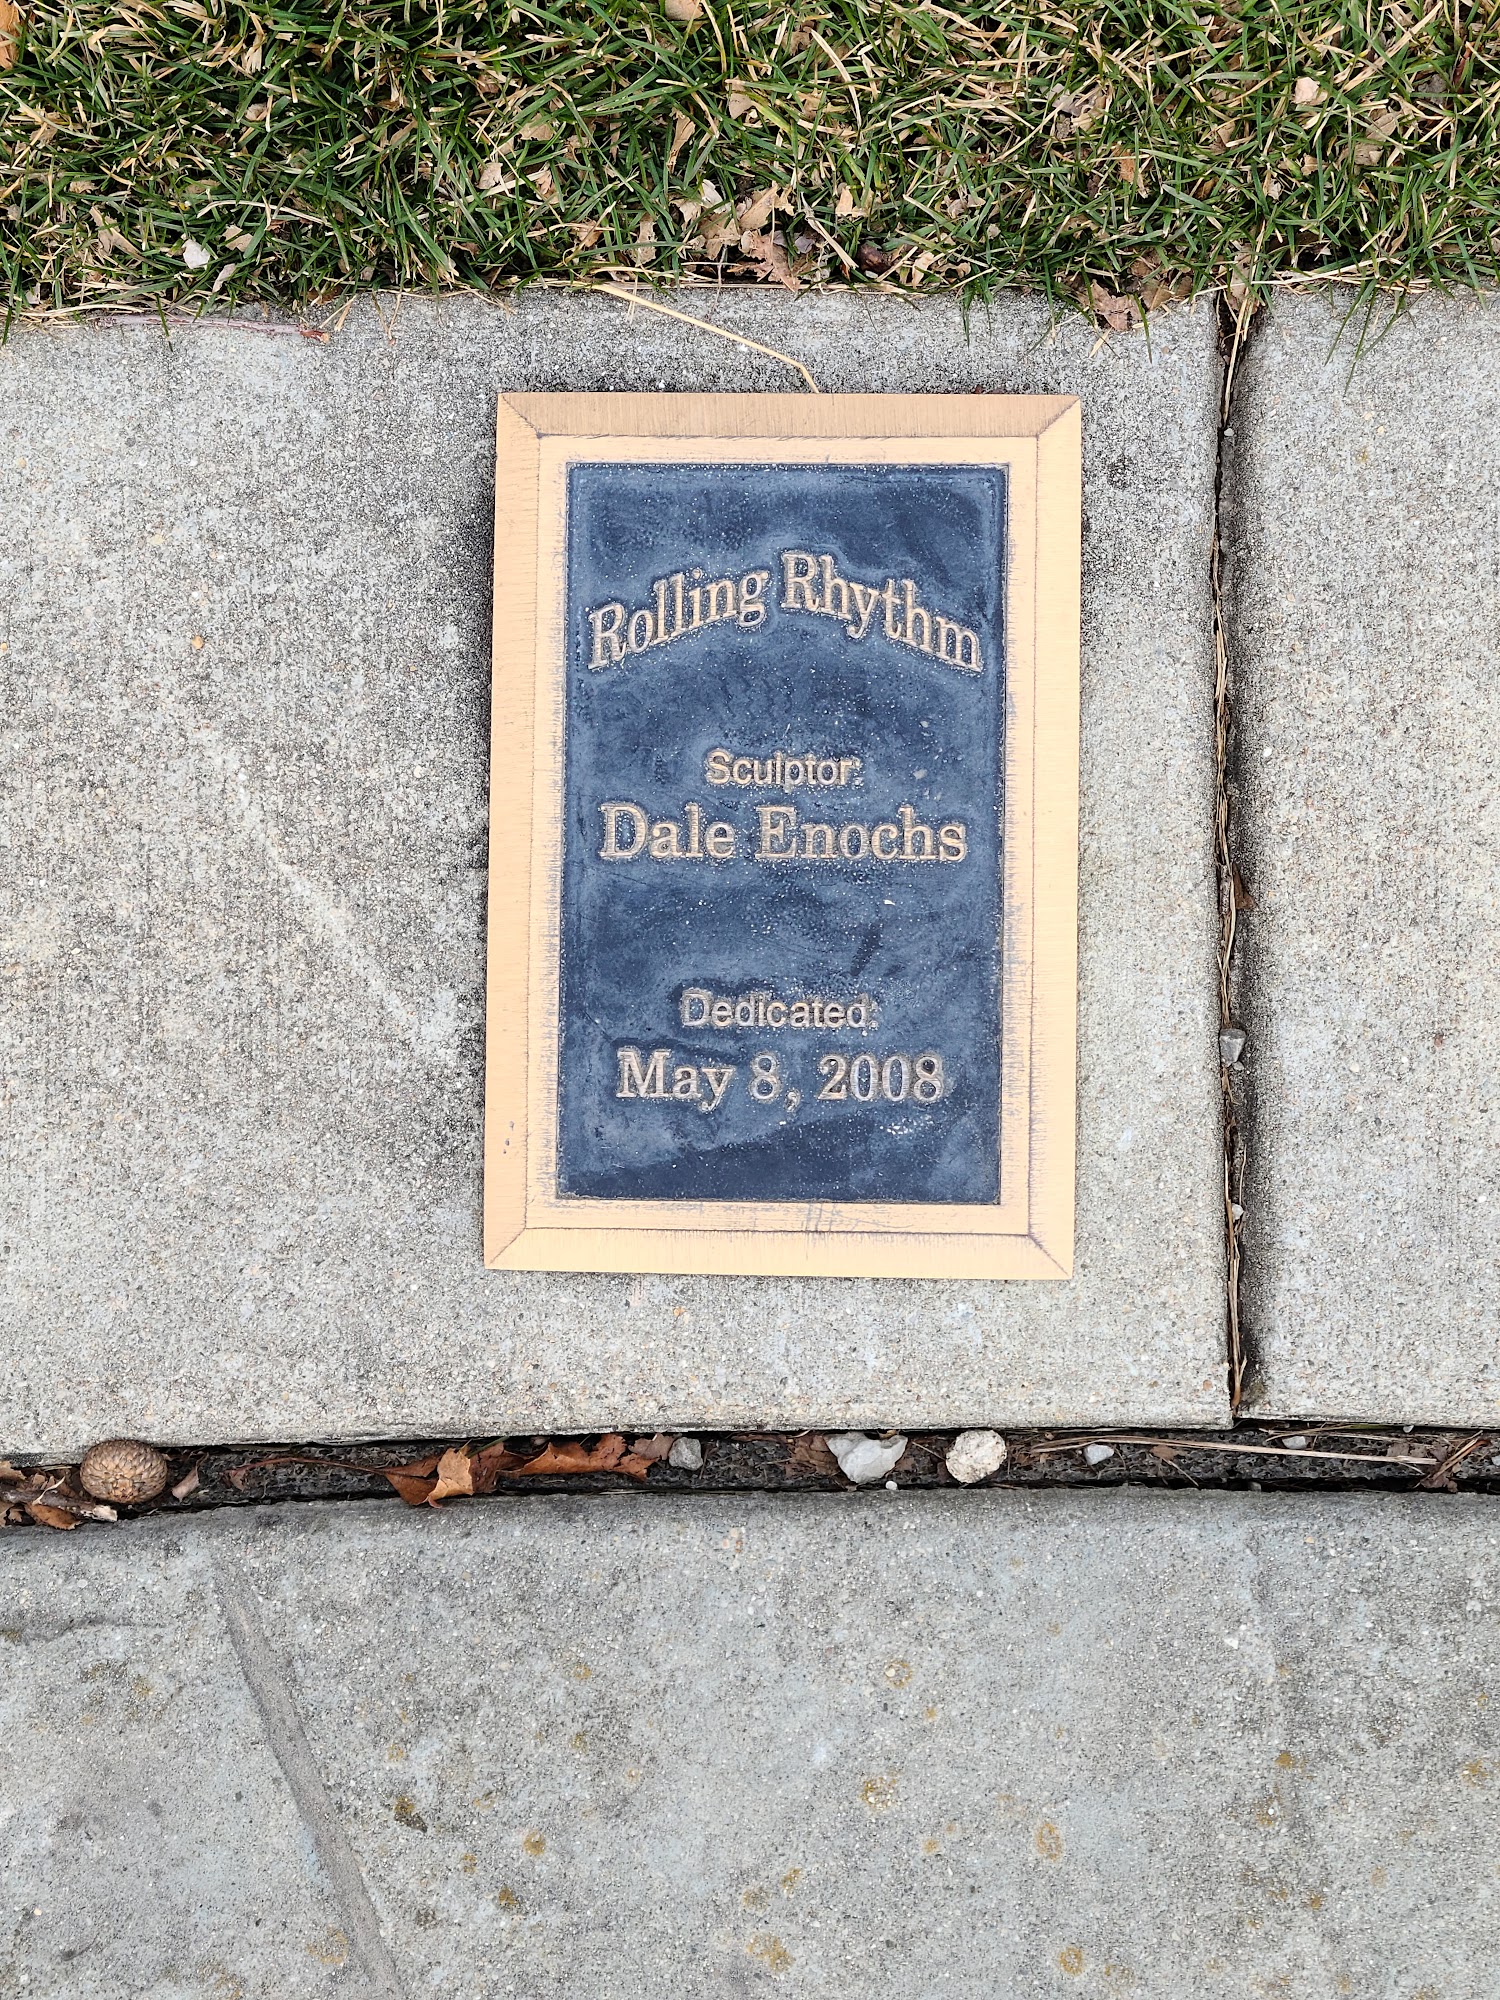 Rolling Rhythm
Sculptor:
Dale Enochs
Dedicated:
May 8, 2008